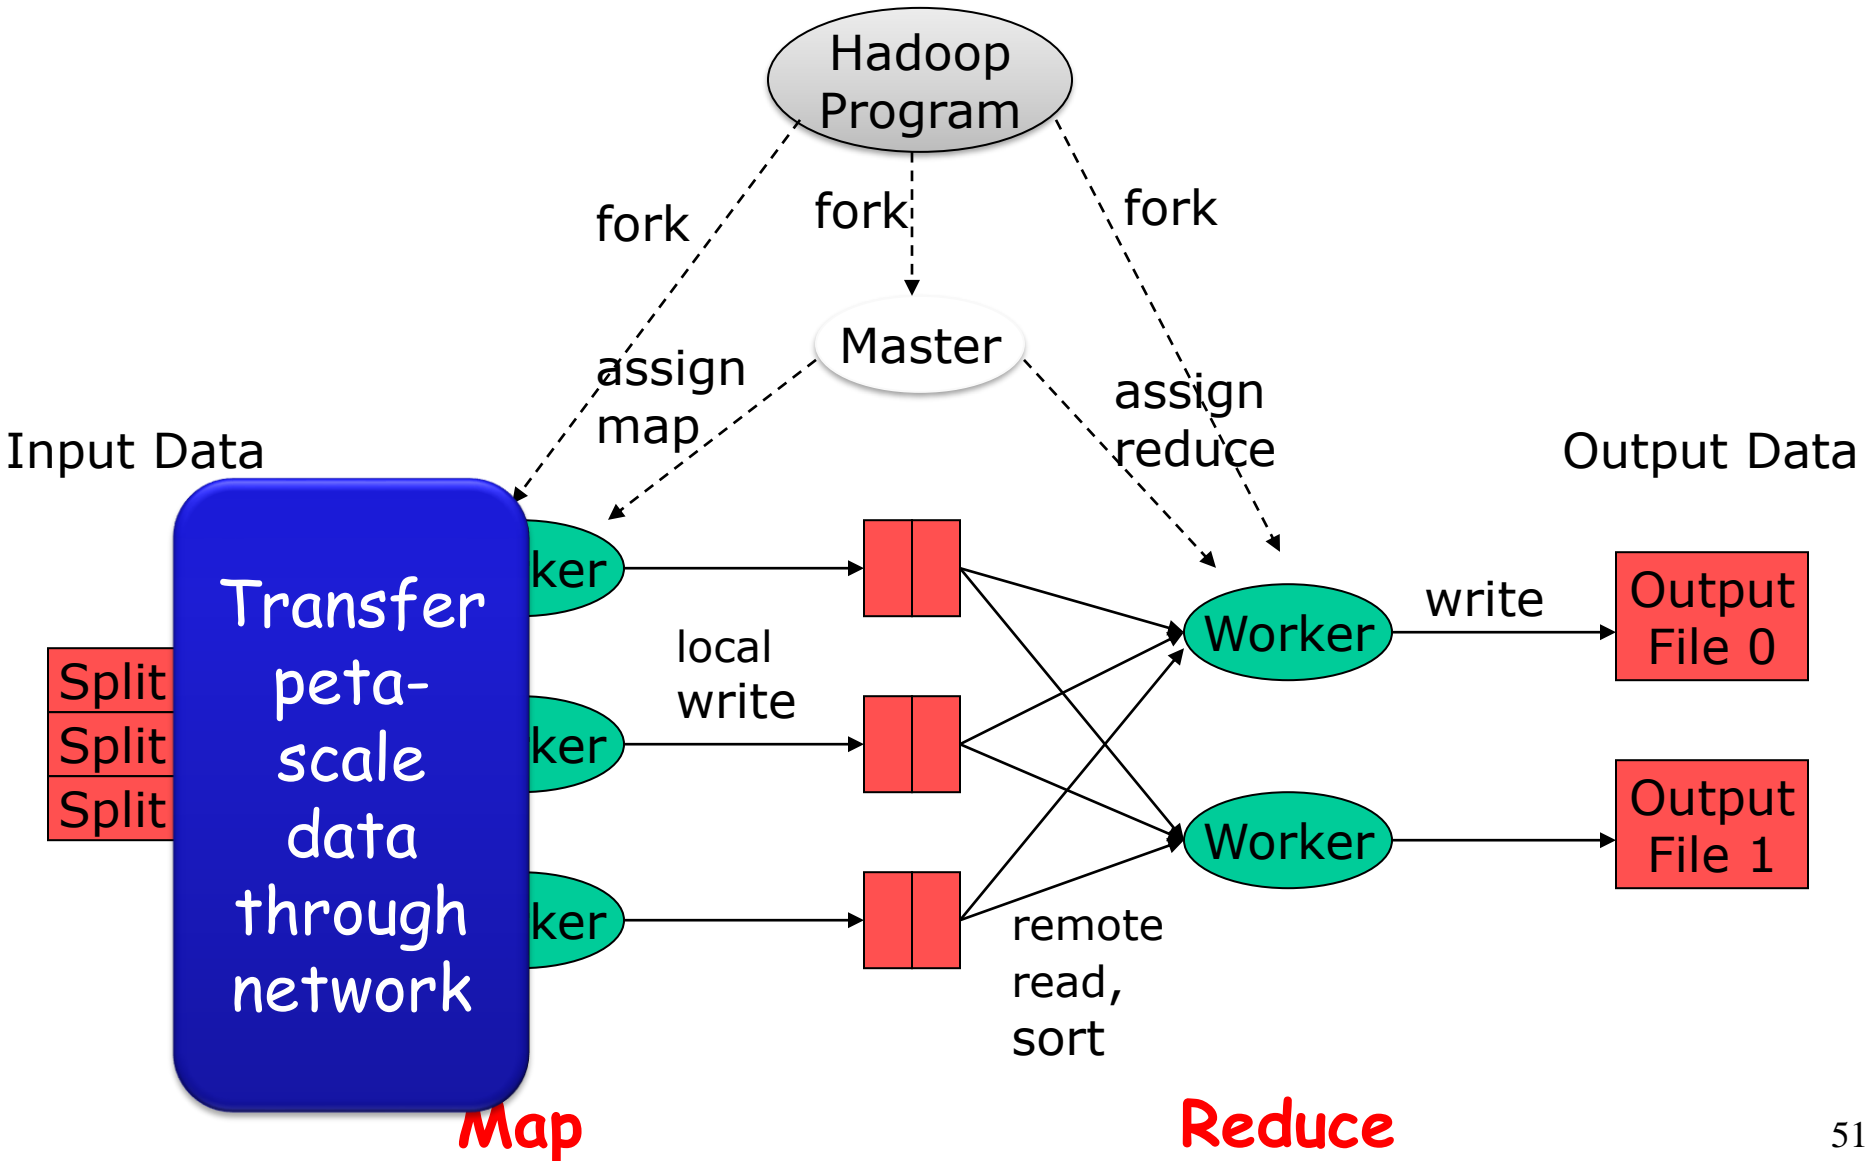 Hadoop
Program
fork
fork
fork
Master
assign
map
assign
reduce
Input Data
Output Data
Transfer
peta-
scale
data
through
network
Split
Split
Split
ker
ker
ker
local
write
Worker
Worker
write
Output
File 0
Output
File 1
remote
read,
sort
Map
Reduce
51